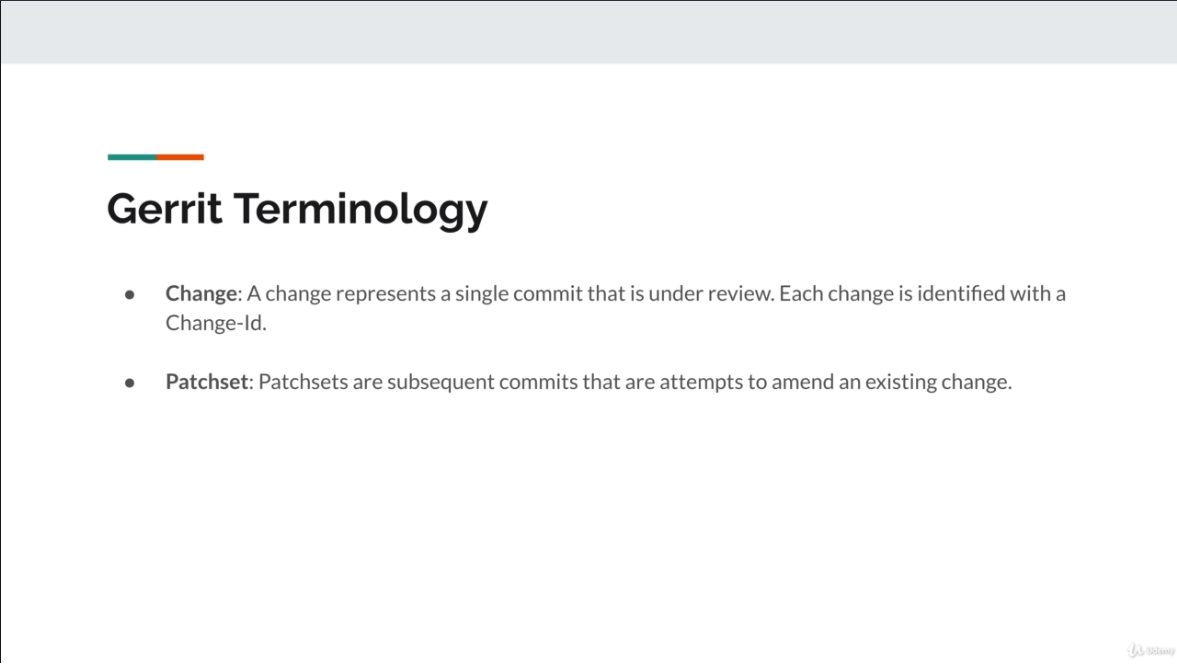 Gerrit Terminology
● Change: A change represents a single commit that is under review. Each change is identified with a
Change-Id.
● Patchset: Patchsets are subsequent commits that are attempts to amend an existing change.
Udemy